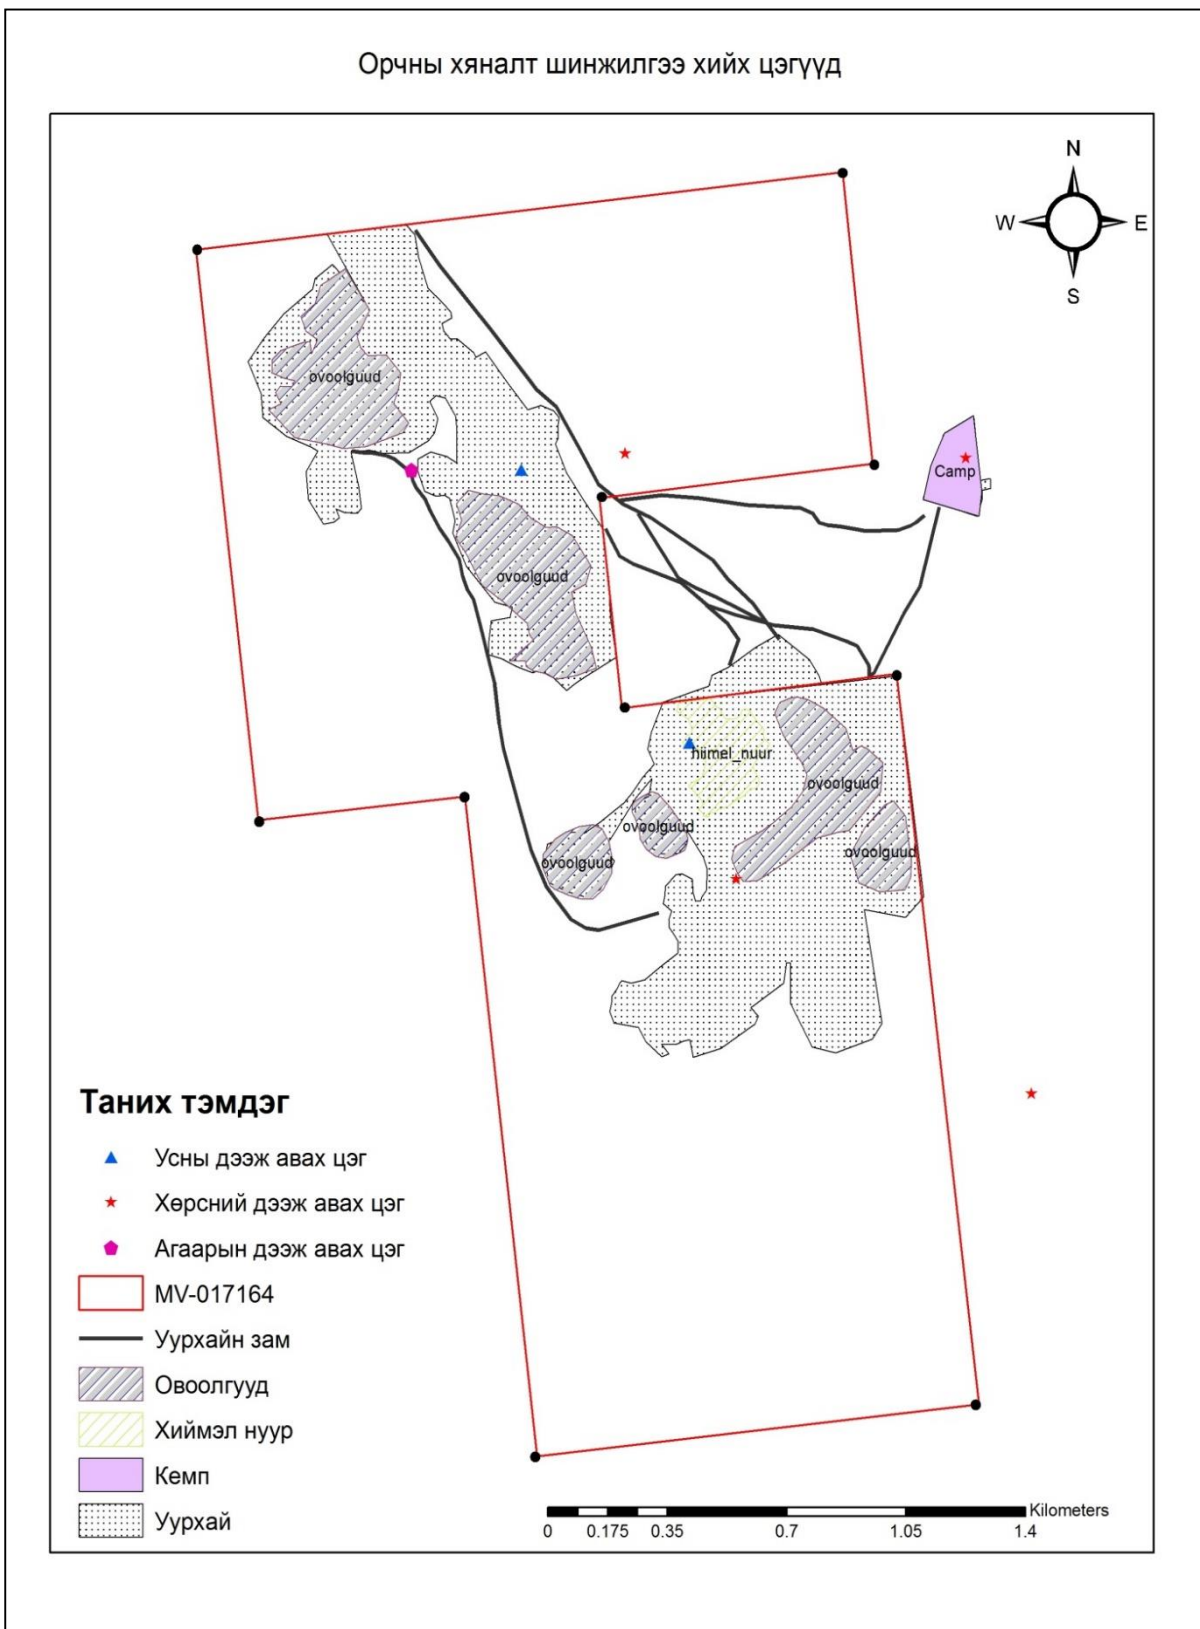 Орчны хяналт шинжилгээ хийх цэгүүд
N
W E
S
ovoolguud
Camp
ovoolguud
hiimel_nuur
ovoolguud
ovoolguud
ovoolguud
ovoolguud
Таних тэмдэг
Усны дээж авах цэг
Хөрсний дээж авах цэг
Агаарын дээж авах цэг
MV-017164
Уурхайн зам
Овоолгууд
Хиймэл нуур
Кемп
Уурхай
Kilometers
0 0.175 0.35 0.7 1.05 1.4